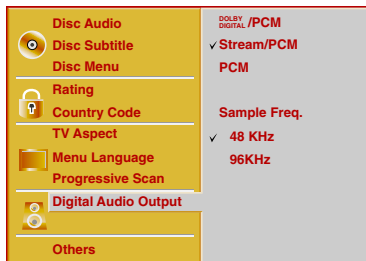 Disc Audio
Disc Subtitle
Disc Menu
Rating
Country Code
TV Aspect
Menu Language
Progressive Scan
Digital Audio Output
Others
DOLBY DIGITAL /PCM
Stream/PCM
PCM
Sample Freq.
48 KHz
96KHz